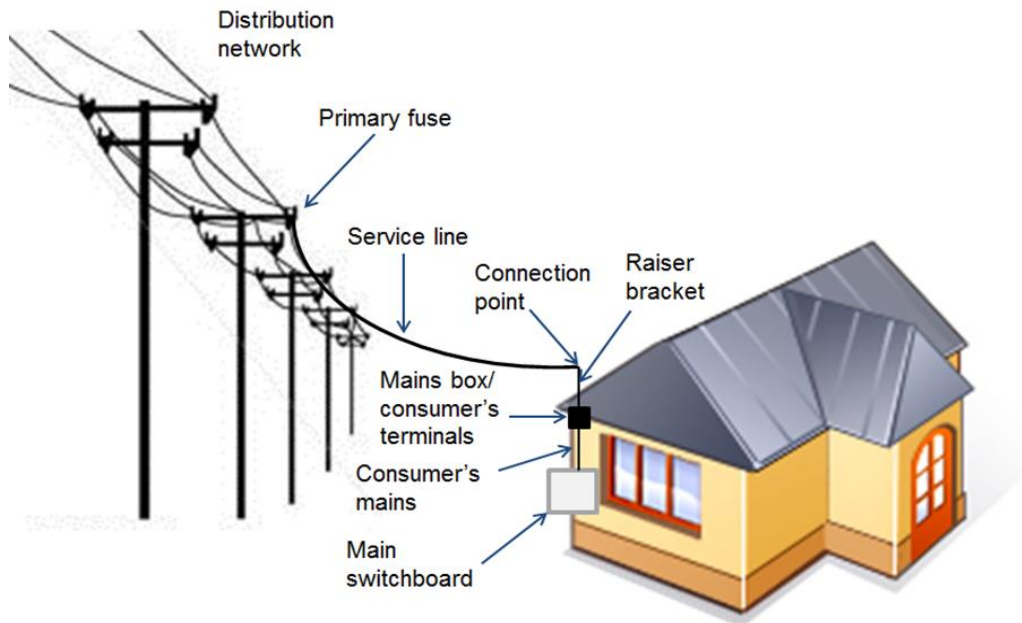 Distribution
network
Primary fuse
Service line
Connection
point
Raiser
bracket
Mains box/
consumer's
terminals
Consumer's
mains
Main
switchboard